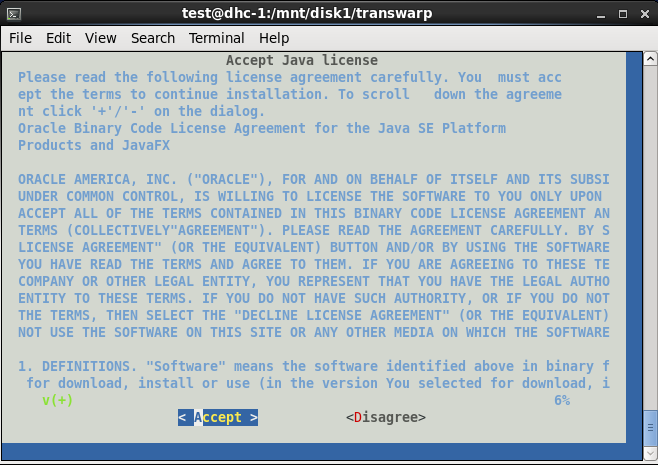 test@dhc-1:/mnt/disk1/transwarp
File Edit View Search Terminal Help
Accept Java license
Please read the following license agreement carefully. You  must acc
ept the terms to continue installation. To scroll   down the agreeme
nt click '+'/'-' on the dialog.
Oracle Binary Code License Agreement for the Java SE Platform
Products and JavaFX
ORACLE AMERICA, INC. ("ORACLE"), FOR AND ON BEHALF OF ITSELF AND ITS SUBSI
UNDER COMMON CONTROL, IS WILLING TO LICENSE THE SOFTWARE TO YOU ONLY UPON
ACCEPT ALL OF THE TERMS CONTAINED IN THIS BINARY CODE LICENSE AGREEMENT AN
TERMS (COLLECTIVELY"AGREEMENT"). PLEASE READ THE AGREEMENT CAREFULLY. BY S
LICENSE AGREEMENT" (OR THE EQUIVALENT) BUTTON AND/OR BY USING THE SOFTWARE
YOU HAVE READ THE TERMS AND AGREE TO THEM. IF YOU ARE AGREEING TO THESE TE
COMPANY OR OTHER LEGAL ENTITY, YOU REPRESENT THAT YOU HAVE THE LEGAL AUTHO
ENTITY TO THESE TERMS. IF YOU DO NOT HAVE SUCH AUTHORITY, OR IF YOU DO NOT
THE TERMS, THEN SELECT THE "DECLINE LICENSE AGREEMENT" (OR THE EQUIVALENT)
NOT USE THE SOFTWARE ON THIS SITE OR ANY OTHER MEDIA ON WHICH THE SOFTWARE
1. DEFINITIONS. "Software" means the software identified above in binary f
for download, install or use (in the version You selected for download, i
v(+) 6%
< Accept > <Disagree>